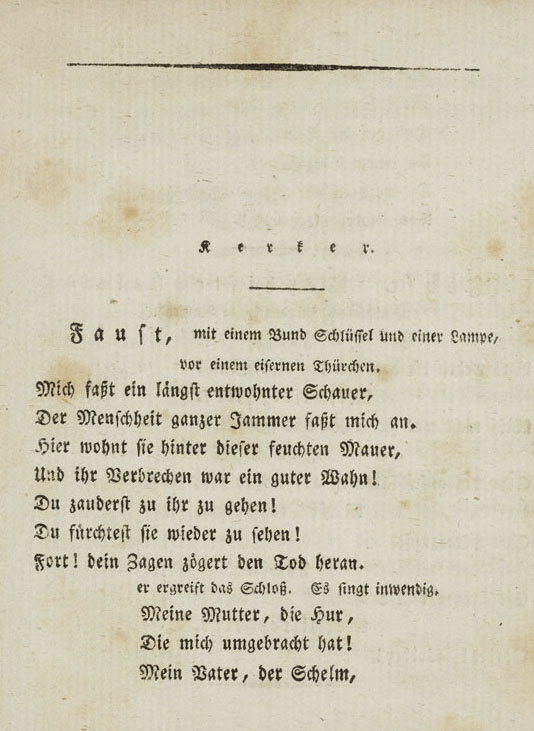 Kerker.
Faust, mit einem Bund Schlüssel und einer Lampe,
vor einem eisernen Thürchen.
Mich faßt ein längst entwohnter Schauer,
Der Menschheit ganzer Jammer faßt mich an.
Hier wohnt sie hinter dieser feuchten Mauer,
Und ihr Verbrechen war ein guter Wahn!
Du zauderst zu ihr zu gehen!
Du fürchtest sie wieder zu sehen!
Fort! dein Zagen zögert den Tod heran.
er ergreift das Schloß. Es singt inwendig.
Meine Mutter, die Hur,
Die mich umgebracht hat!
Mein Vater, der Schelm,